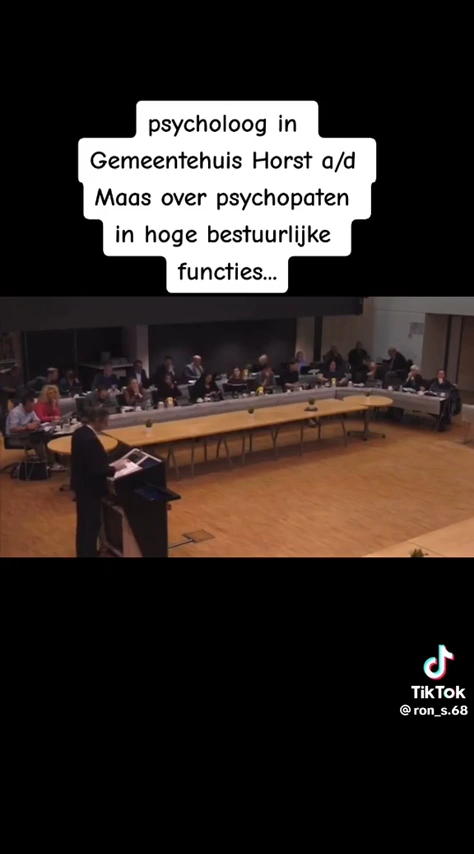 psycholoog in
Gemeentehuis Horst a/d
Maas over psychopaten
in hoge bestuurlijke
functies...
TikTok
@ron_s.68